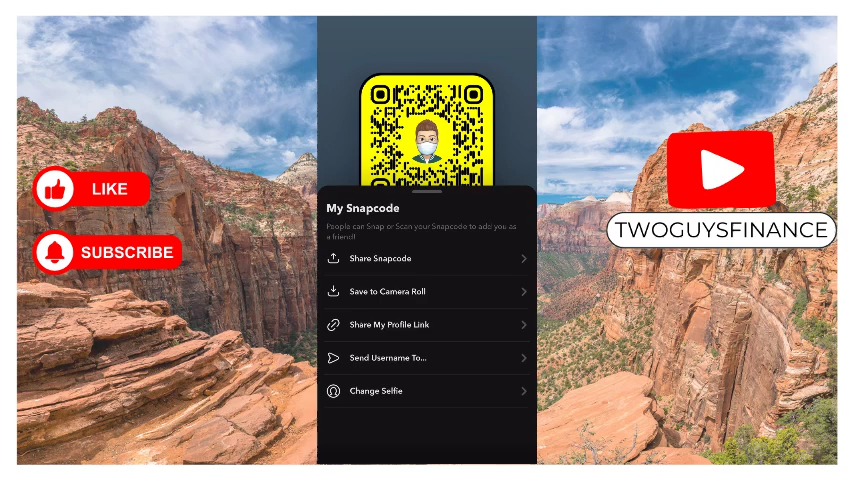 LIKE
SUBSCRIBE
My Snapcode
People can Snap or Scan your Snapcode to add you as
a friend!
Share Snapcode
Save to Camera Roll
Share My Profile Link
Send Username To...
Change Selfie
TWOGUYSFINANCE